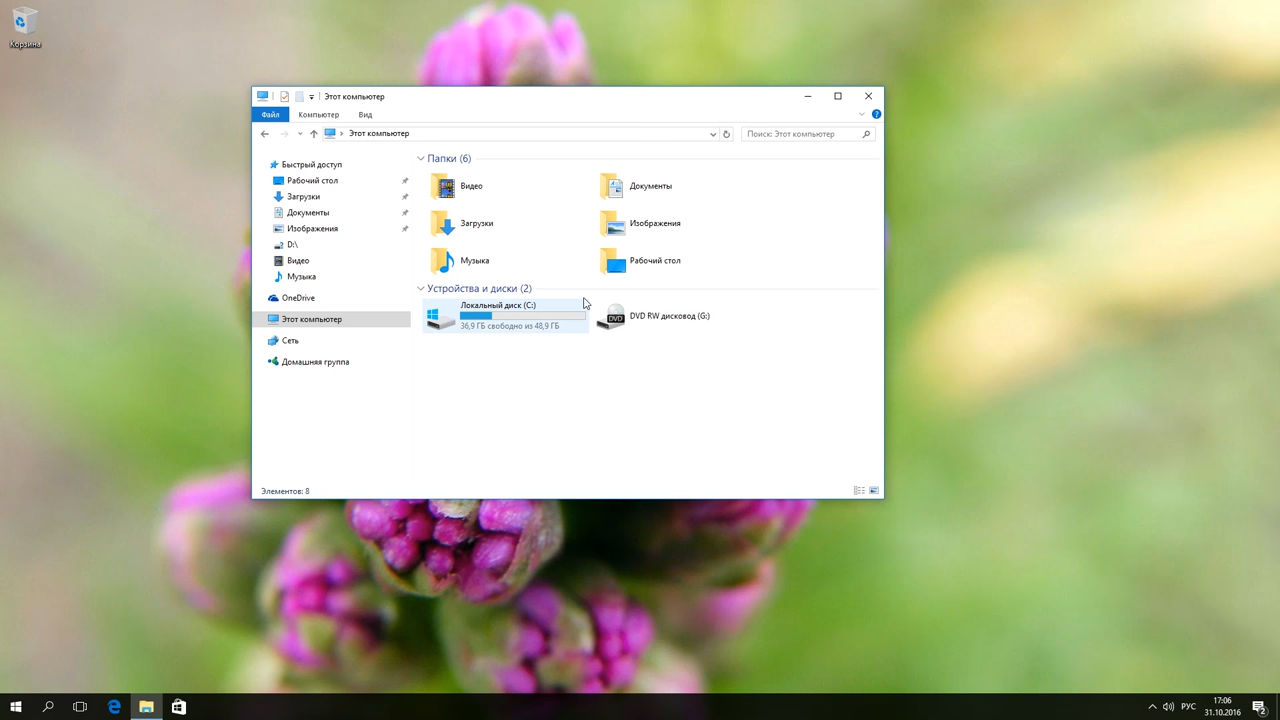 Корзина
Этот компьютер
Файл
Компьютер
Вид
Этот компьютер
Поиск: Этот компьютер
Быстрый доступ
Рабочий стол
Загрузки
Документы
Изображения
D:\
Видео
Музыка
OneDrive
Этот компьютер
Сеть
Домашняя группа
Папки (6)
Видео
Документы
Загрузки
Изображения
Музыка
Рабочий стол
Устройства и диски (2)
Локальный диск (C:)
36,9 ГБ свободно из 48,9 ГБ
DVD
DVD RW дисковод (G:)
Элементов: 8
РУС
17:06
31.10.2016
2